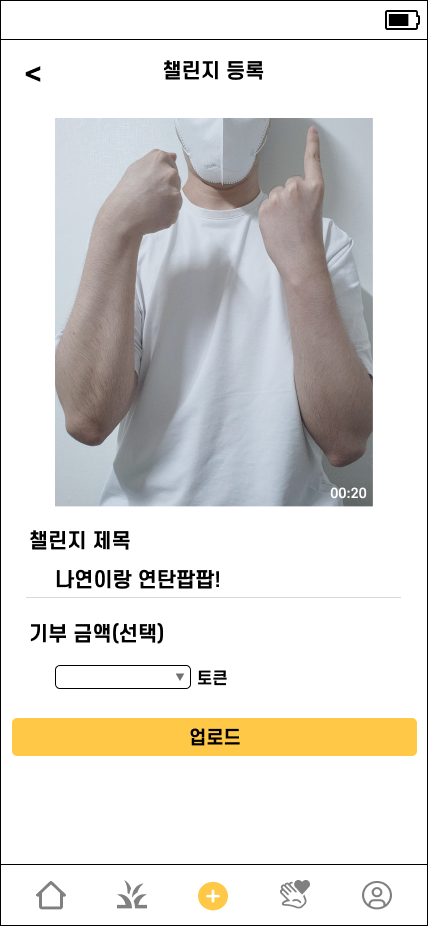 <
챌린지 등록
00:20
챌린지 제목
나연이랑 연탄팝팝!
기부 금액(선택)
토큰
업로드